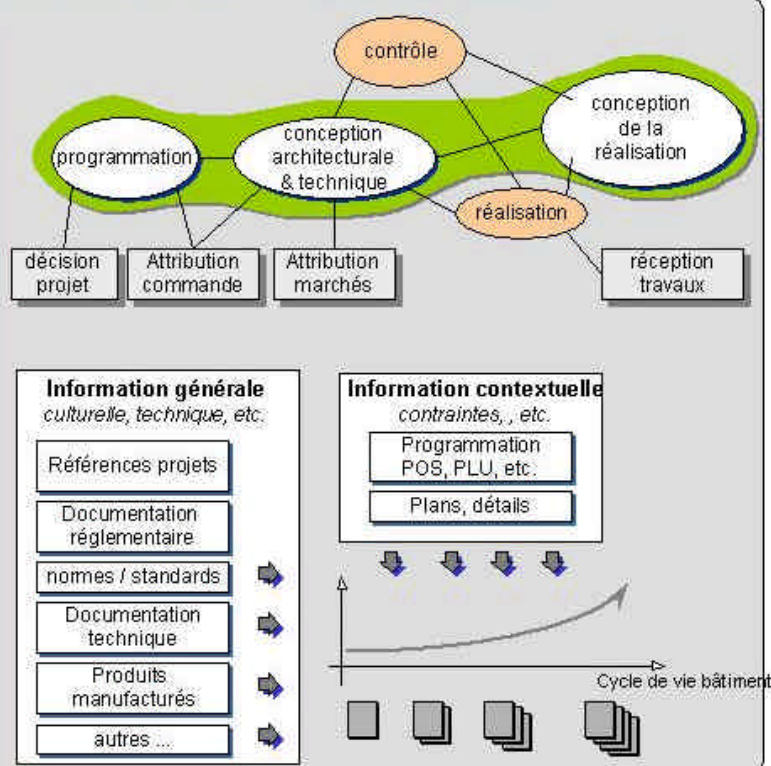 contrôle
programmation
conception
architecturale
& technique
conception
de la
réalisation
réalisation
décision
projet
Attribution
commande
Attribution
marchés
réception
travaux
Information générale
culturelle, technique, etc.
Références projets
Documentation
réglementaire
normes / standards
Documentation
technique
Produits
manufacturés
autres ...
Information contextuelle
contraintes, , etc.
Programmation
POS, PLU, etc.
Plans, détails
Cycle de vie bâtiment